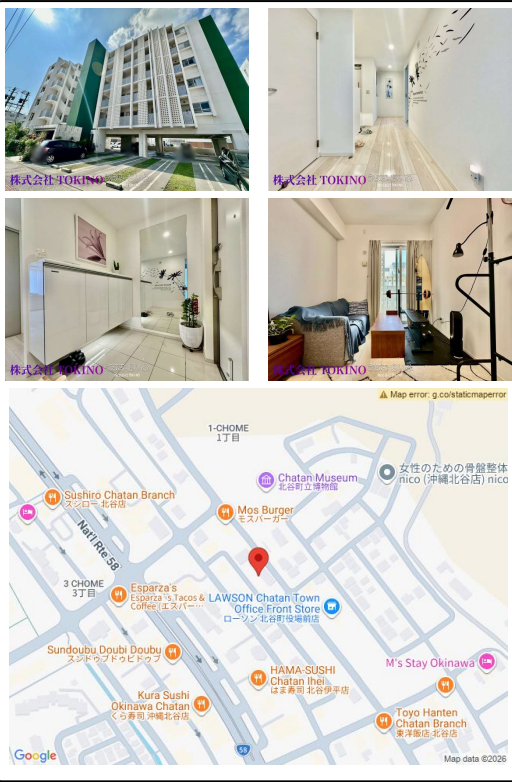 株式会社 TOKINO
株式会社 TOKINO
株式会社 TOKINO
株式会社 TOKINO
Map error: g.co/staticmaperror
1-CHOME
1丁目
Chatan Museum
北谷町立博物館
女性のための骨盤整体
nico (沖縄北谷店) nico
Sushiro Chatan Branch
スシロー 北谷店
Mos Burger
モスバーガー
Nat'l Rte 58
3 CHOME
3丁目
Esparza's
Esparza's Tacos &
Coffee (エスパー…
LAWSON Chatan Town
Office Front Store
ローソン 北谷町役場前店
Sundoubu Doubi Doubu
スンドゥブドゥビドゥブ
M's Stay Okinawa
HAMA-SUSHI
Chatan Ihei
はま寿司 北谷伊平店
Kura Sushi
Okinawa Chatan
くら寿司 沖縄北谷店
Toyo Hanten
Chatan Branch
東洋飯店 北谷店
58
Google
Map data ©2026